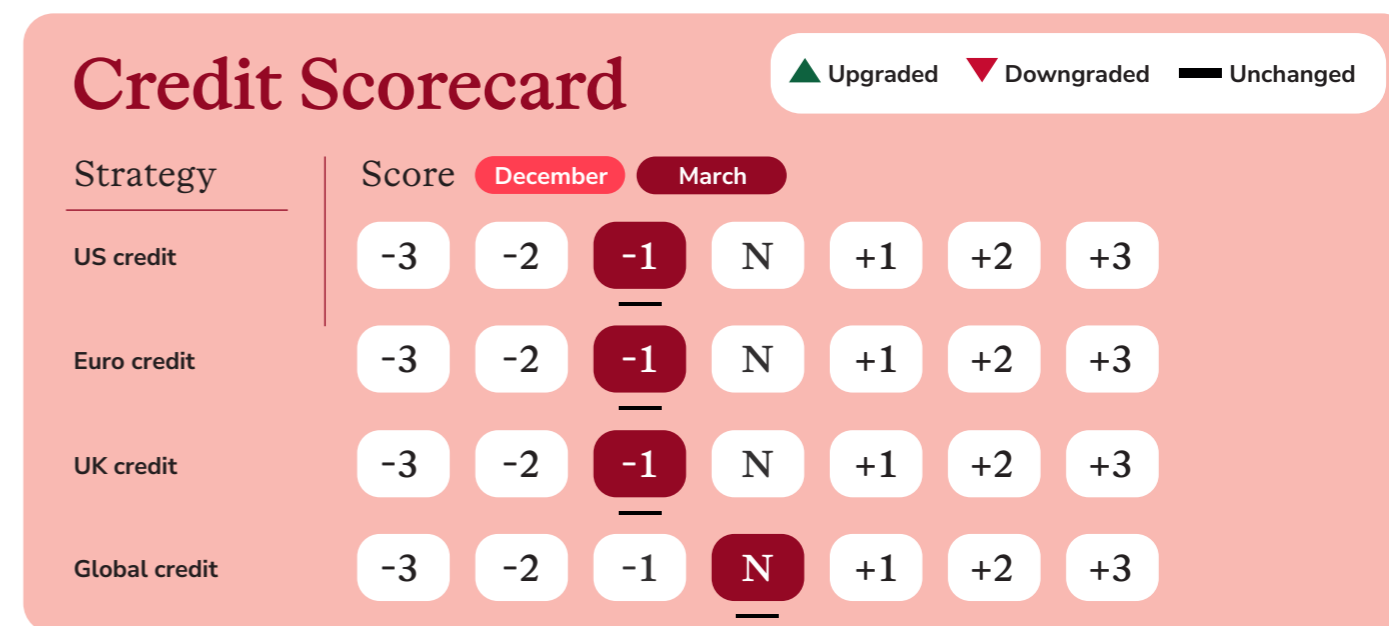 Credit Scorecard
Upgraded Downgraded Unchanged
Strategy Score December March
US credit -3 -2 -1 N +1 +2 +3
Euro credit -3 -2 -1 N +1 +2 +3
UK credit -3 -2 -1 N +1 +2 +3
Global credit -3 -2 -1 N +1 +2 +3